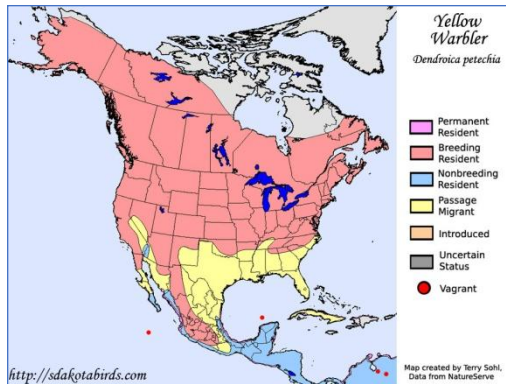 Yellow
Warbler
Dendroica petechia
Permanent
Resident
Breeding
Resident
Nonbreeding
Resident
Passage
Migrant
Introduced
Uncertain
Status
Vagrant
http://sdakotabirds.com
Map created by Terry Sohl,
Data from NatureServe